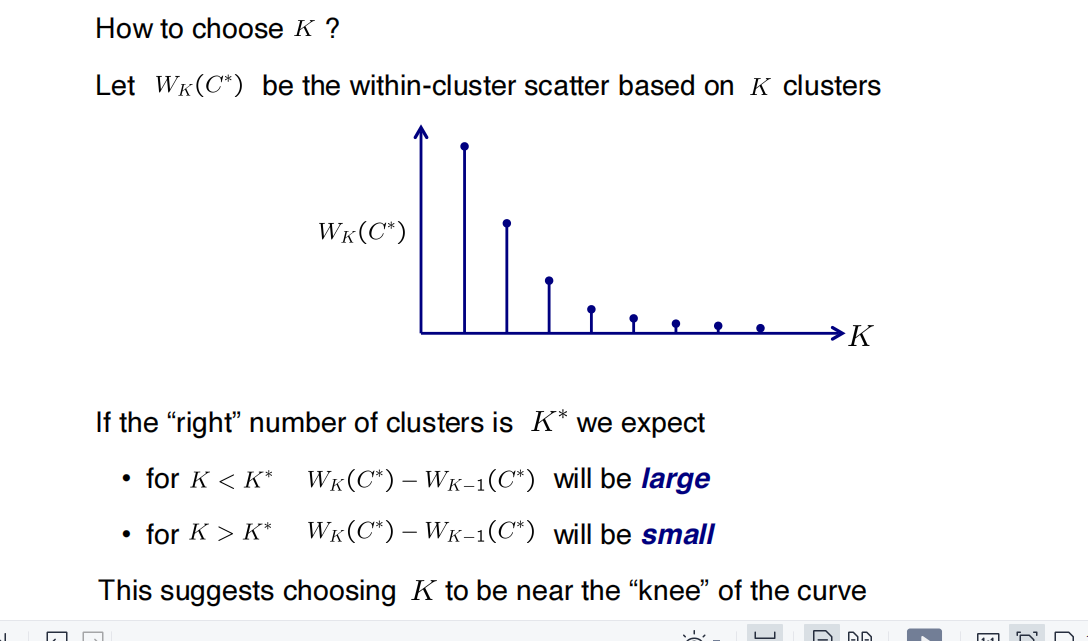 How to choose K ?
Let W_K(C*) be the within-cluster scatter based on K clusters
W_K(C*)
K
If the “right” number of clusters is K* we expect
• for K < K* W_K(C*) − W_{K−1}(C*) will be large
• for K > K* W_K(C*) − W_{K−1}(C*) will be small
This suggests choosing K to be near the “knee” of the curve